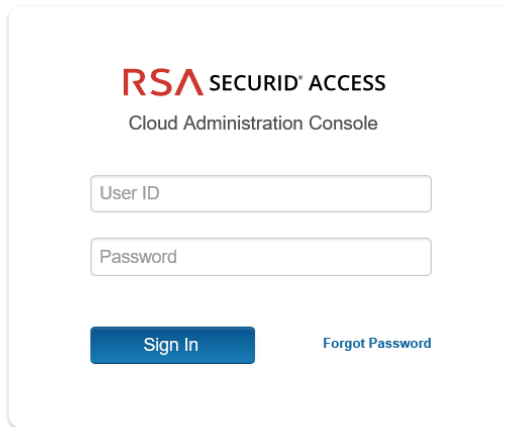 RSA SECURID® ACCESS
Cloud Administration Console
User ID
Password
Sign In Forgot Password